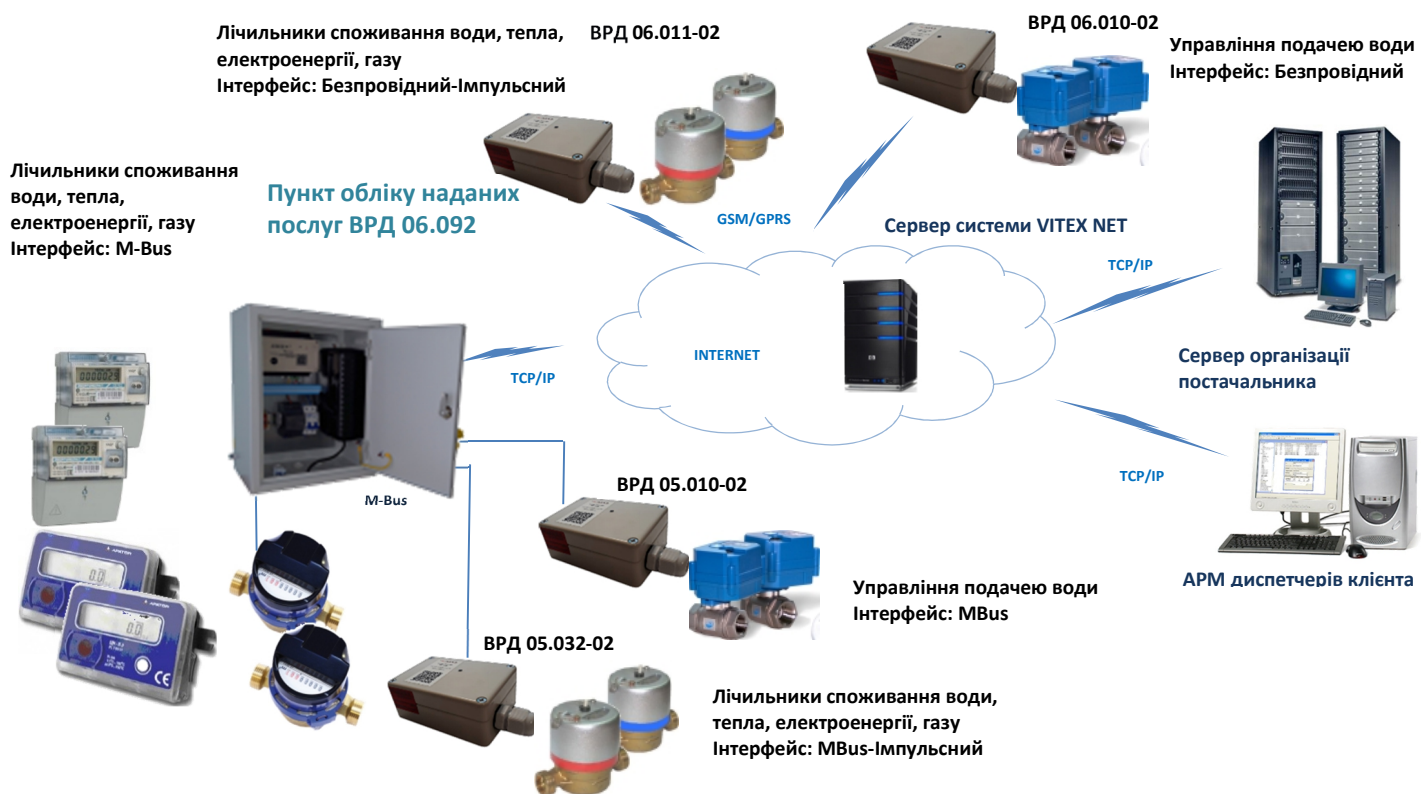 Лічильники споживання води, тепла,
електроенергії, газу
Інтерфейс: Безпровідний-Імпульсний
ВРД 06.011-02
ВРД 06.010-02
Управління подачею води
Інтерфейс: Безпровідний
Лічильники споживання
води, тепла,
електроенергії, газу
Інтерфейс: M-Bus
Пункт обліку наданих
послуг ВРД 06.092
GSM/GPRS
Сервер системи VITEX NET
TCP/IP
INTERNET
TCP/IP
Сервер організації
постачальника
TCP/IP
АРМ диспетчерів клієнта
M-Bus
ВРД 05.010-02
Управління подачею води
Інтерфейс: MBus
ВРД 05.032-02
Лічильники споживання води,
тепла, електроенергії, газу
Інтерфейс: MBus-Імпульсний